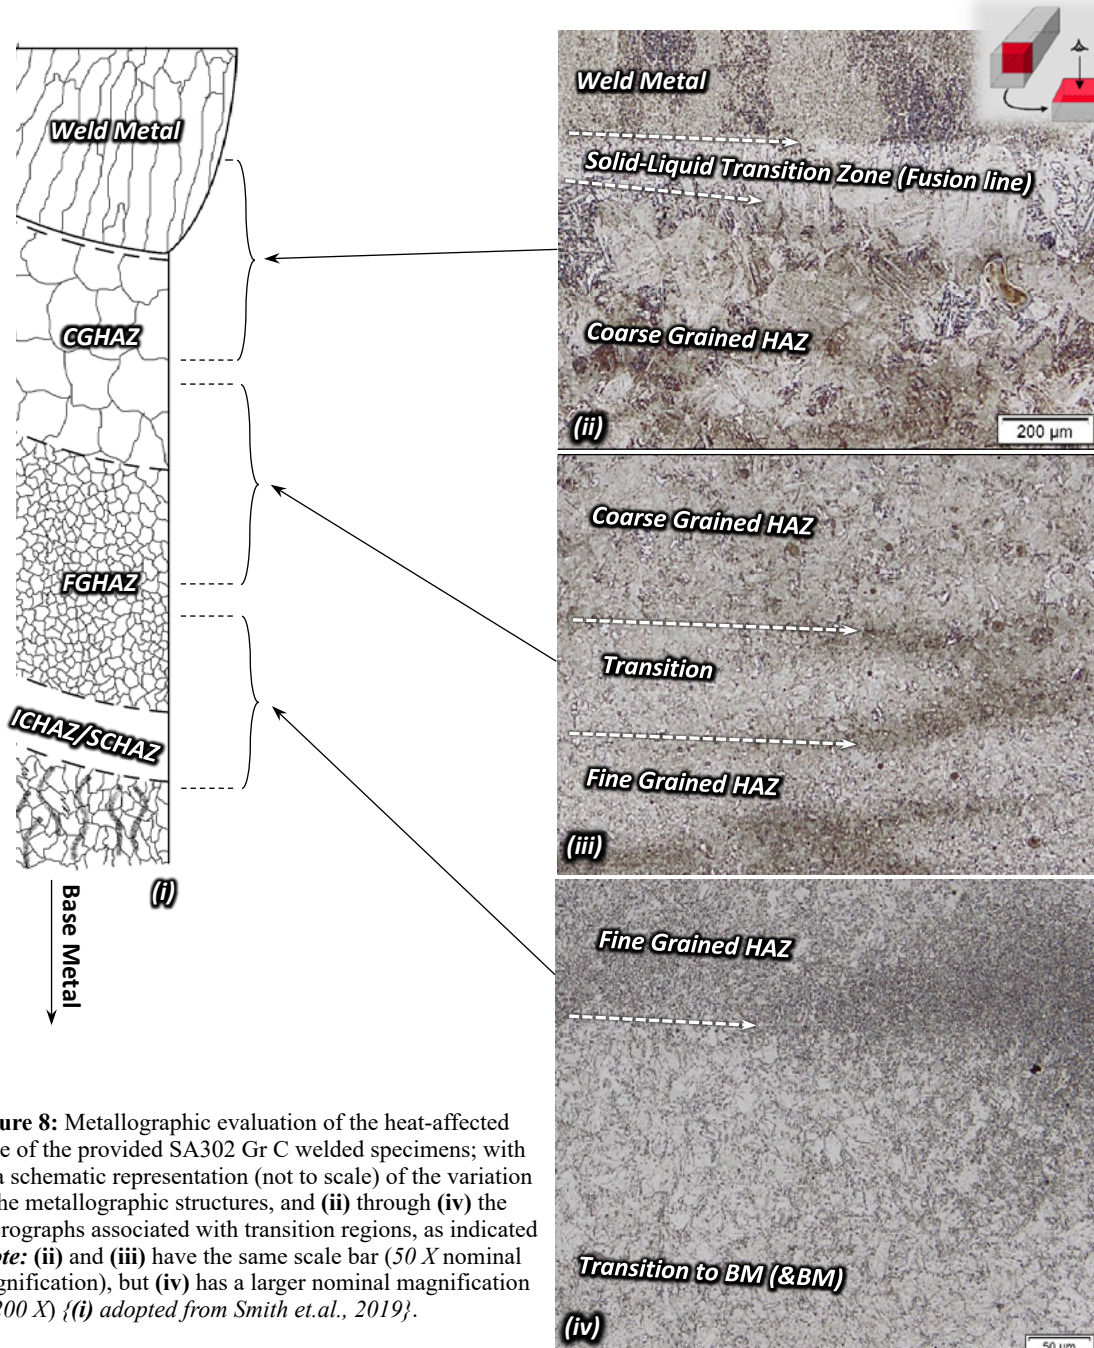 Weld Metal
CGHAZ
FGHAZ
ICHAZ/SCHAZ
(i)
Base Metal
Weld Metal
Solid-Liquid Transition Zone (Fusion line)
Coarse Grained HAZ
(ii)
200 µm
Coarse Grained HAZ
Transition
Fine Grained HAZ
(iii)
Fine Grained HAZ
Transition to BM (&BM)
(iv)
50 µm
ure 8: Metallographic evaluation of the heat-affected
e of the provided SA302 Gr C welded specimens; with
a schematic representation (not to scale) of the variation
he metallographic structures, and (ii) through (iv) the
rographs associated with transition regions, as indicated
te: (ii) and (iii) have the same scale bar (50 X nominal
gnification), but (iv) has a larger nominal magnification
00 X) {(i) adopted from Smith et.al., 2019}.